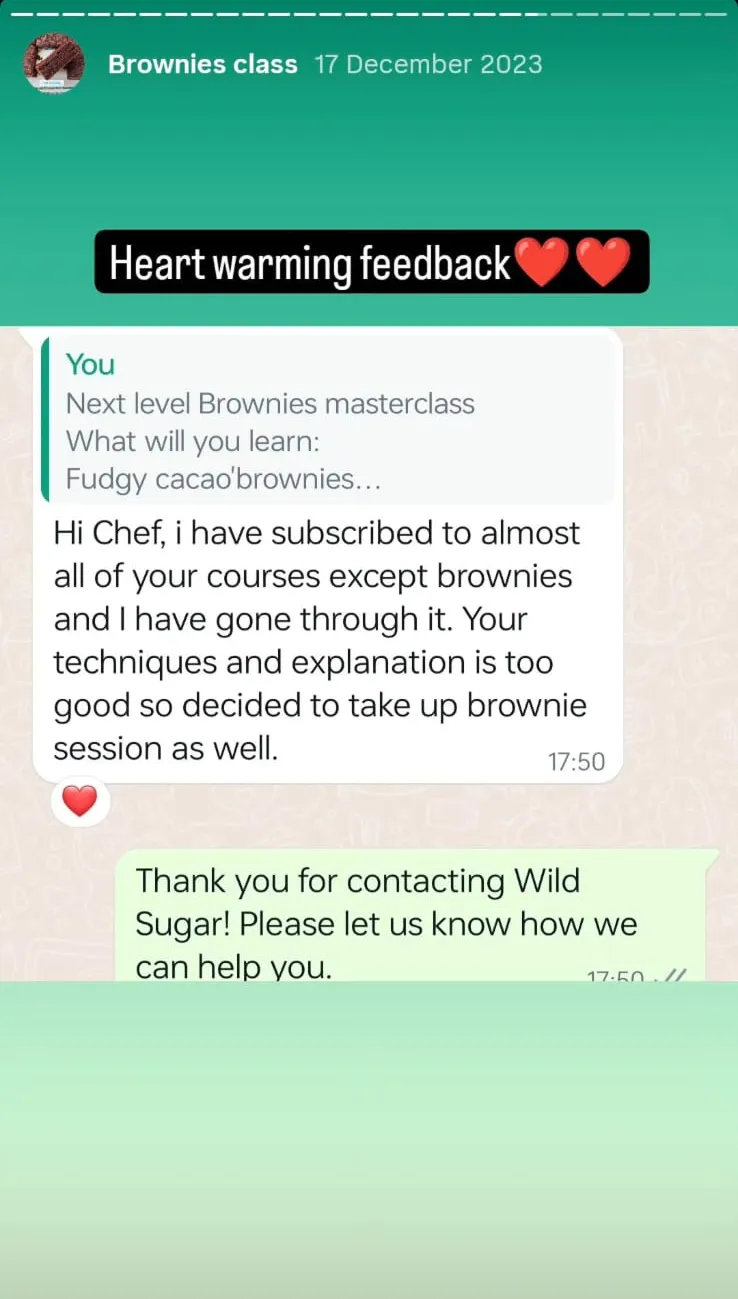 Brownies class 17 December 2023
Heart warming feedback❤️❤️
You
Next level Brownies masterclass
What will you learn:
Fudgy cacao'brownies...
Hi Chef, i have subscribed to almost
all of your courses except brownies
and I have gone through it. Your
techniques and explanation is too
good so decided to take up brownie
session as well.
17:50
❤️
Thank you for contacting Wild
Sugar! Please let us know how we
can help you.
17:50